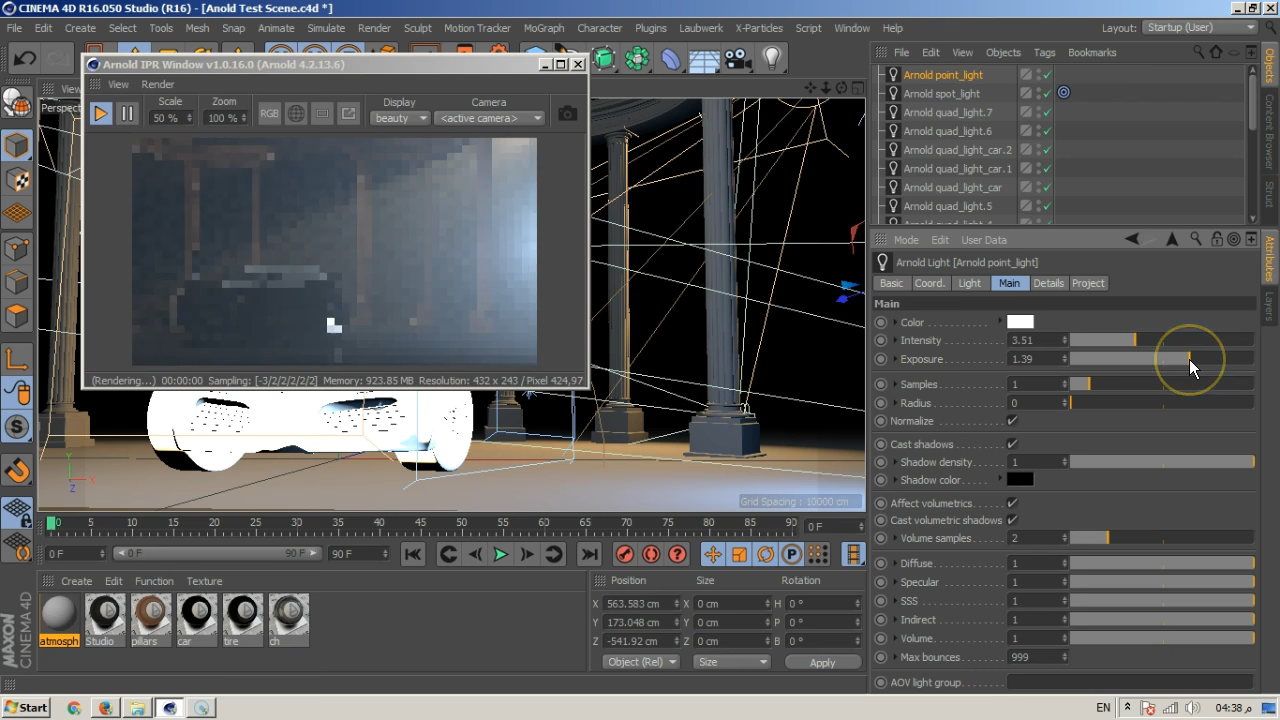 CINEMA 4D R16.050 Studio (R16) - [Anold Test Scene.c4d *]
File Edit Create Select Tools Mesh Snap Animate Simulate Render Sculpt Motion Tracker MoGraph Character Plugins Laubwerk X-Particles Script Window Help Layout: Startup (User)
Arnold IPR Window v1.0.16.0 (Arnold 4.2.13.6)
View Render
Scale Zoom Display Camera
50 % 100 % RGB beauty <active camera>
(Rendering...) 00:00:00 Sampling: [-3/2/2/2/2] Memory: 923.85 MB Resolution: 432 x 243 / Pixel 424,97
Perspect
Grid Spacing : 10000 cm
File Edit View Objects Tags Bookmarks
Arnold point_light
Arnold spot_light
Arnold quad_light.7
Arnold quad_light.6
Arnold quad_light_car.2
Arnold quad_light_car.1
Arnold quad_light_car
Arnold quad_light.5
Objects
Content Browser
Struct
Mode Edit User Data
Arnold Light [Arnold point_light]
Basic Coord. Light Main Details Project
Main
Color
Intensity 3.51
Exposure 1.39
Samples 1
Radius 0
Normalize
Cast shadows
Shadow density 1
Shadow color
Affect volumetrics
Cast volumetric shadows
Volume samples 2
Diffuse 1
Specular 1
SSS 1
Indirect 1
Volume 1
Max bounces 999
AOV light group
Attributes
Layers
0 5 10 15 20 25 30 35 40 45 50 55 60 65 70 75 80 85 90 0 F
0 F 0 F 90 F 90 F
Create Edit Function Texture
atmosph Studio pillars car tire ch
Position Size Rotation
X 563.583 cm X 0 cm H 0 °
Y 173.048 cm Y 0 cm P 0 °
Z -541.92 cm Z 0 cm B 0 °
Object (Rel) Size Apply
MAXON
CINEMA 4D
Start EN 04:38 م